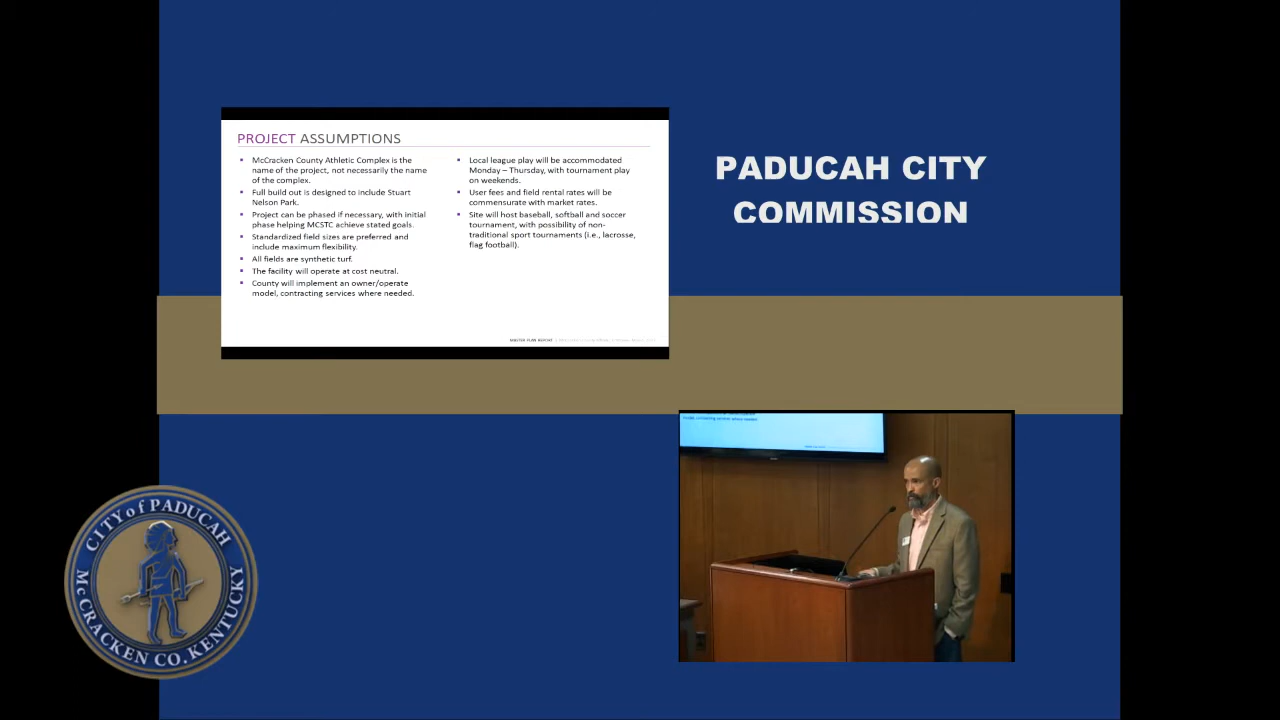 PROJECT ASSUMPTIONS
▪ McCracken County Athletic Complex is the
name of the project, not necessarily the name
of the complex.
▪ Full build out is designed to include Stuart
Nelson Park.
▪ Project can be phased if necessary, with initial
phase helping MCSTC achieve stated goals.
▪ Standardized field sizes are preferred and
include maximum flexibility.
▪ All fields are synthetic turf.
▪ The facility will operate at cost neutral.
▪ County will implement an owner/operate
model, contracting services where needed.
▪ Local league play will be accommodated
Monday – Thursday, with tournament play
on weekends.
▪ User fees and field rental rates will be
commensurate with market rates.
▪ Site will host baseball, softball and soccer
tournament, with possibility of non-
traditional sport tournaments (i.e., lacrosse,
flag football).
MASTER PLAN REPORT
PADUCAH CITY
COMMISSION
CITY of PADUCAH
McCRACKEN CO. KENTUCKY